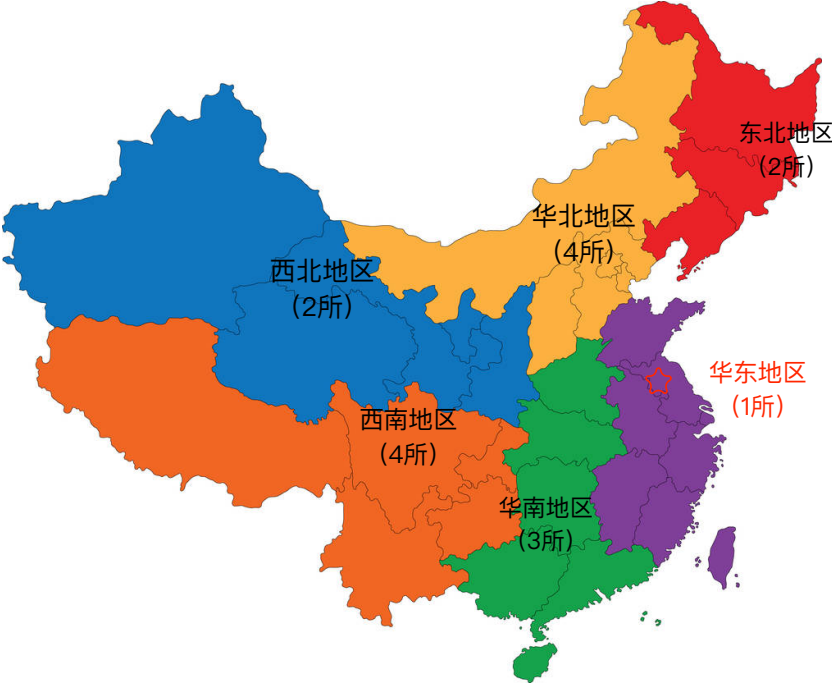 东北地区
(2所)
华北地区
(4所)
西北地区
(2所)
华东地区
(1所)
西南地区
(4所)
华南地区
(3所)